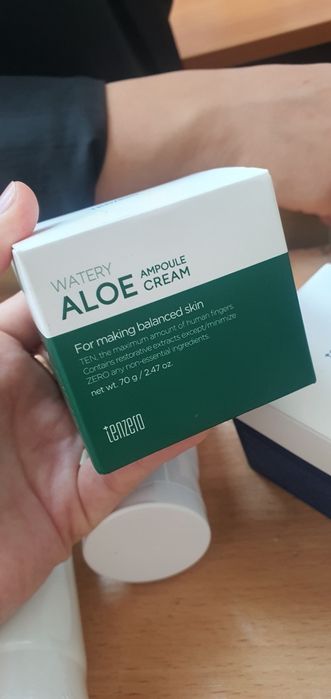 WATERY
ALOE AMPOULE CREAM
For making balanced skin
TEN, the maximum amount of human fingers
Contains restorative extracts except/minimize
ZERO any non-essential ingredients.
net wt. 70 g / 2.47 oz.
tenzero